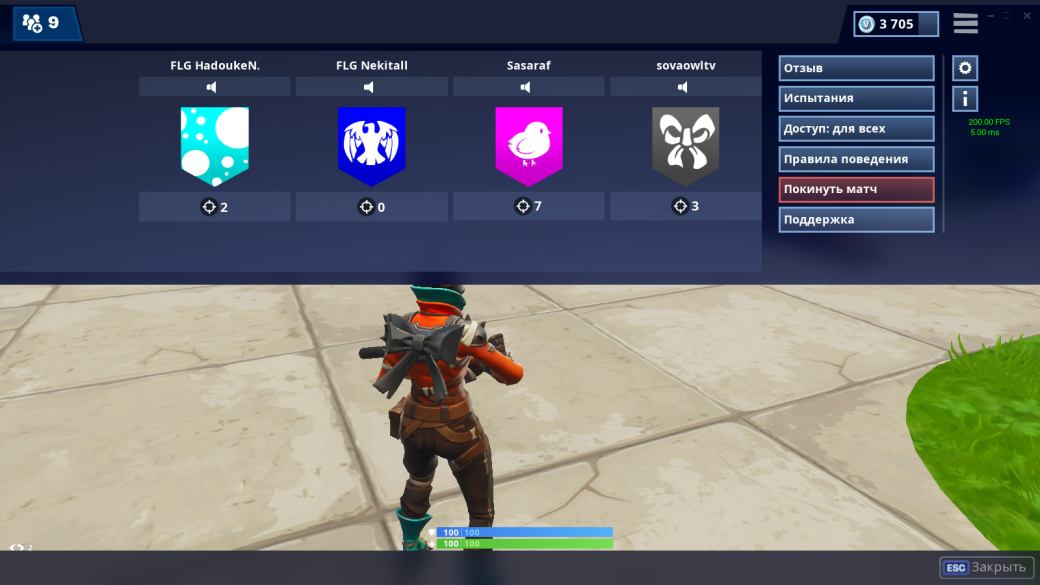 9
3 705
FLG HadoukeN.
FLG Nekitall
Sasaraf
sovaowltv
2
0
7
3
Отзыв
Испытания
Доступ: для всех
Правила поведения
Покинуть матч
Поддержка
200.00 FPS
5.00 ms
100 100
100 100
2
ESC Закрыть